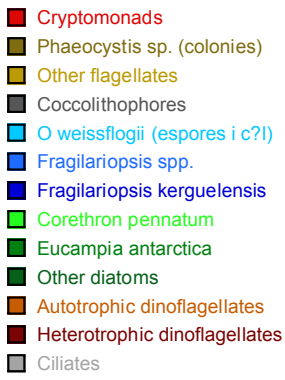 Cryptomonads
Phaeocystis sp. (colonies)
Other flagellates
Coccolithophores
O weissflogii (espores i c?l)
Fragilariopsis spp.
Fragilariopsis kerguelensis
Corethron pennatum
Eucampia antarctica
Other diatoms
Autotrophic dinoflagellates
Heterotrophic dinoflagellates
Ciliates